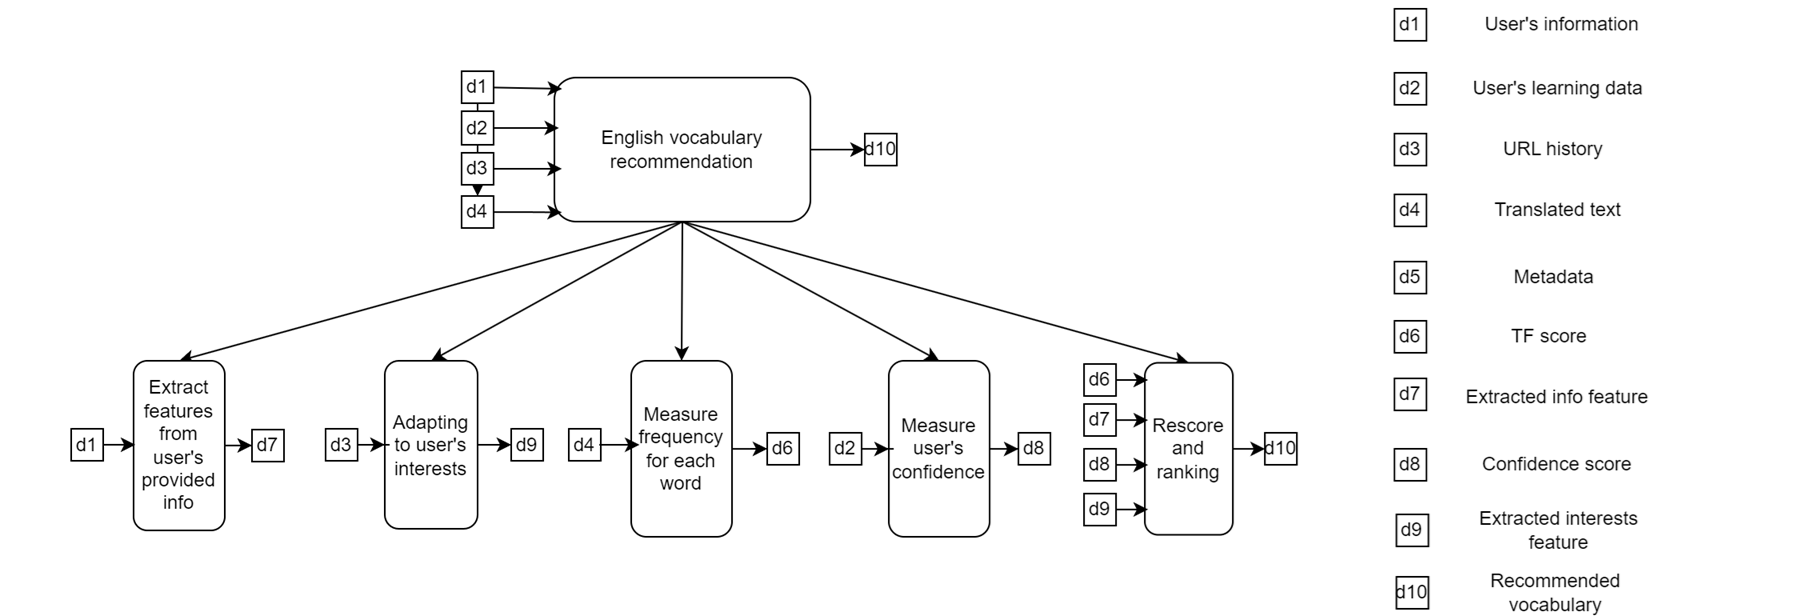 d1
d2
d3
d4
English vocabulary
recommendation
d10
d1
Extract
features
from
user's
provided
info
d7
d3
Adapting
to user's
interests
d9
d4
Measure
frequency
for each
word
d6
d2
Measure
user's
confidence
d8
d6
d7
d8
d9
Rescore
and
ranking
d10
d1 User's information
d2 User's learning data
d3 URL history
d4 Translated text
d5 Metadata
d6 TF score
d7 Extracted info feature
d8 Confidence score
d9 Extracted interests
feature
d10 Recommended
vocabulary